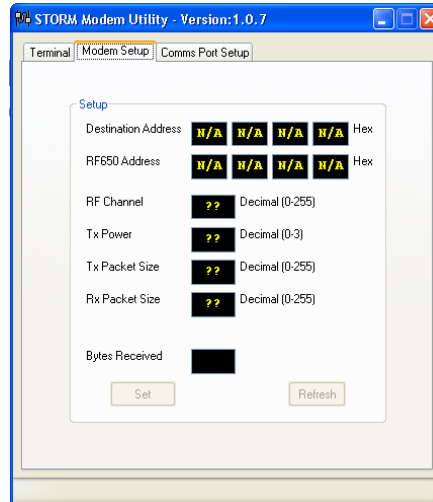 STORM Modem Utility - Version:1.0.7
Terminal Modem Setup Comms Port Setup
Setup
Destination Address N/A N/A N/A N/A Hex
RF650 Address N/A N/A N/A N/A Hex
RF Channel ?? Decimal (0-255)
Tx Power ?? Decimal (0-3)
Tx Packet Size ?? Decimal (0-255)
Rx Packet Size ?? Decimal (0-255)
Bytes Received
Set Refresh